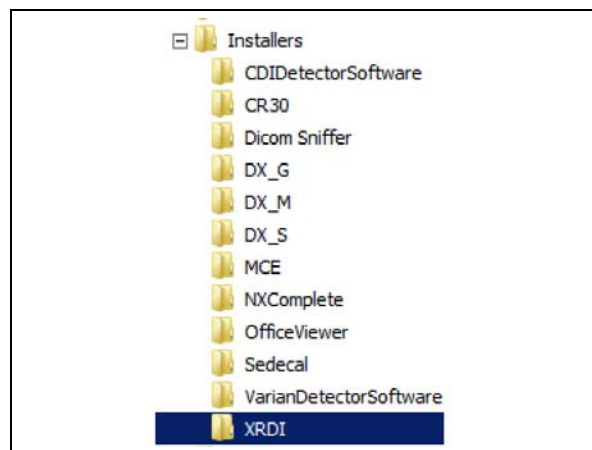 Installers
CDIDetectorSoftware
CR30
Dicom Sniffer
DX_G
DX_M
DX_S
MCE
NXComplete
OfficeViewer
Sedecal
VarianDetectorSoftware
XRDI